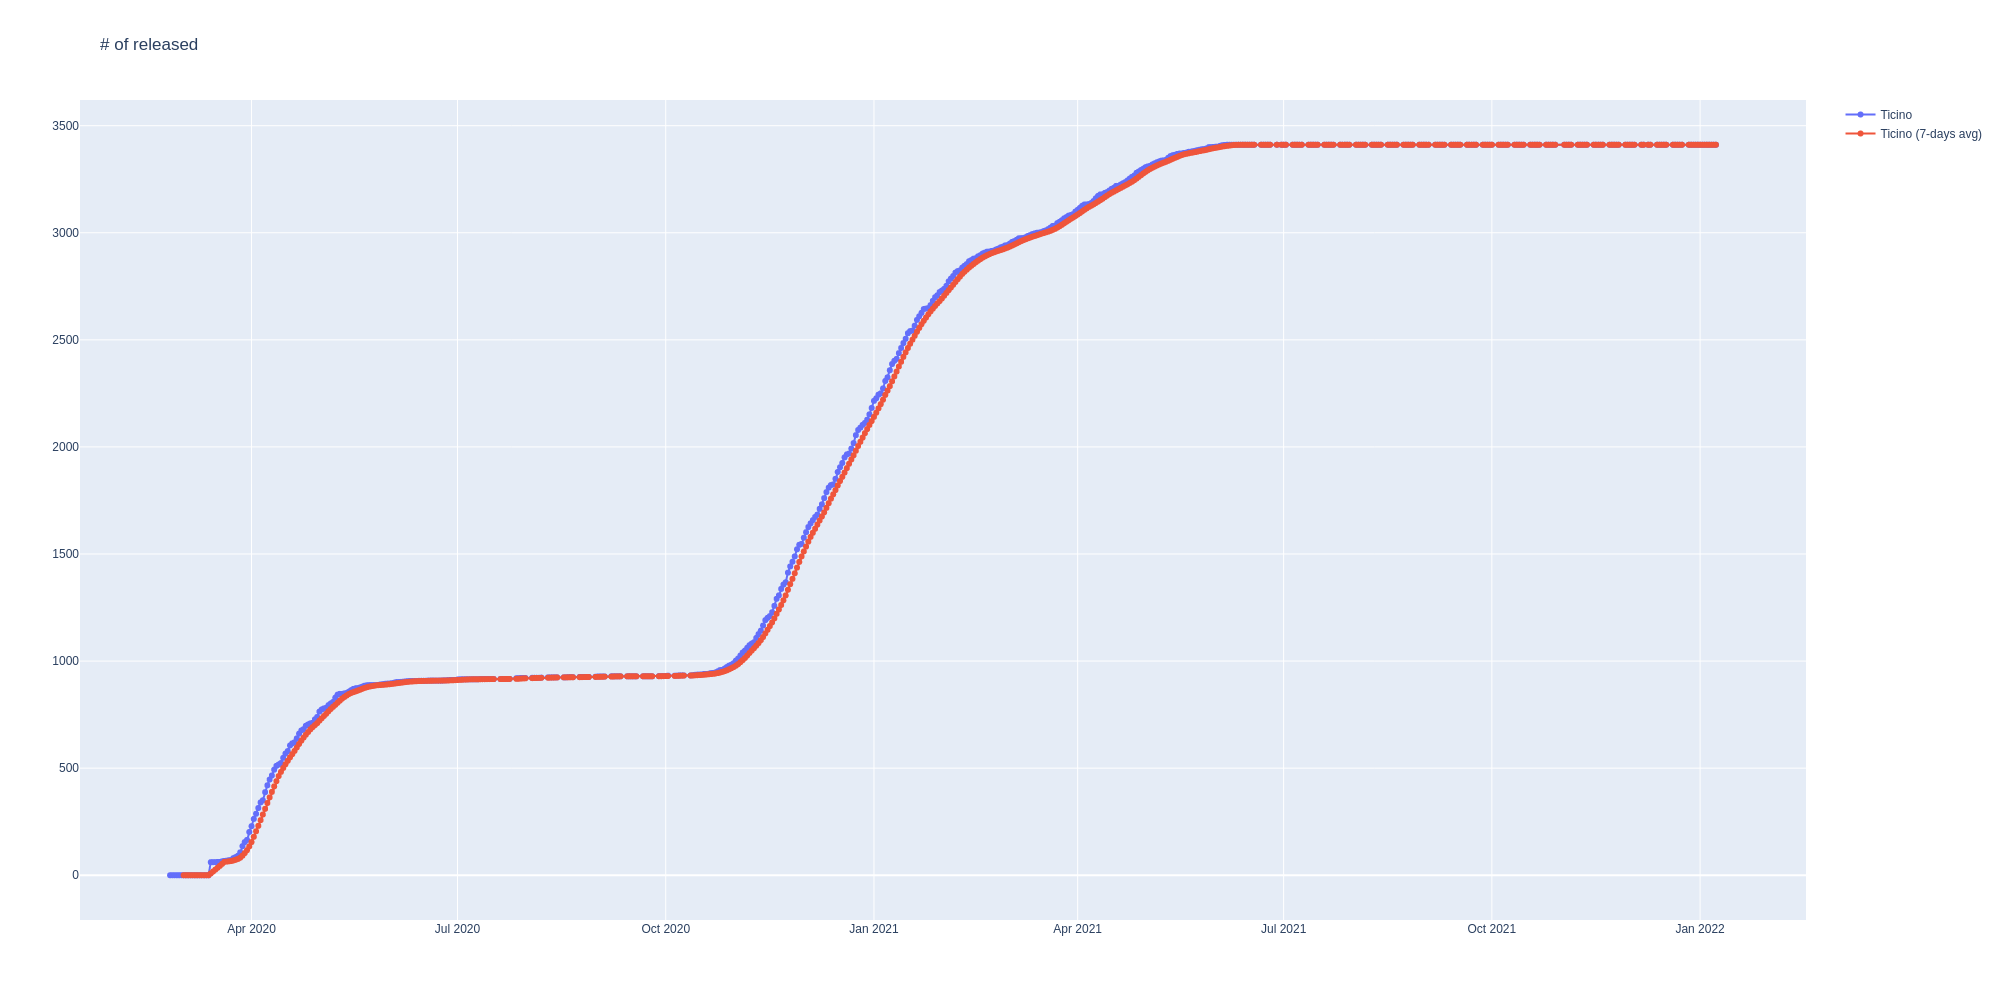 # of released
Ticino
Ticino (7-days avg)
3500
3000
2500
2000
1500
1000
500
0
Apr 2020
Jul 2020
Oct 2020
Jan 2021
Apr 2021
Jul 2021
Oct 2021
Jan 2022